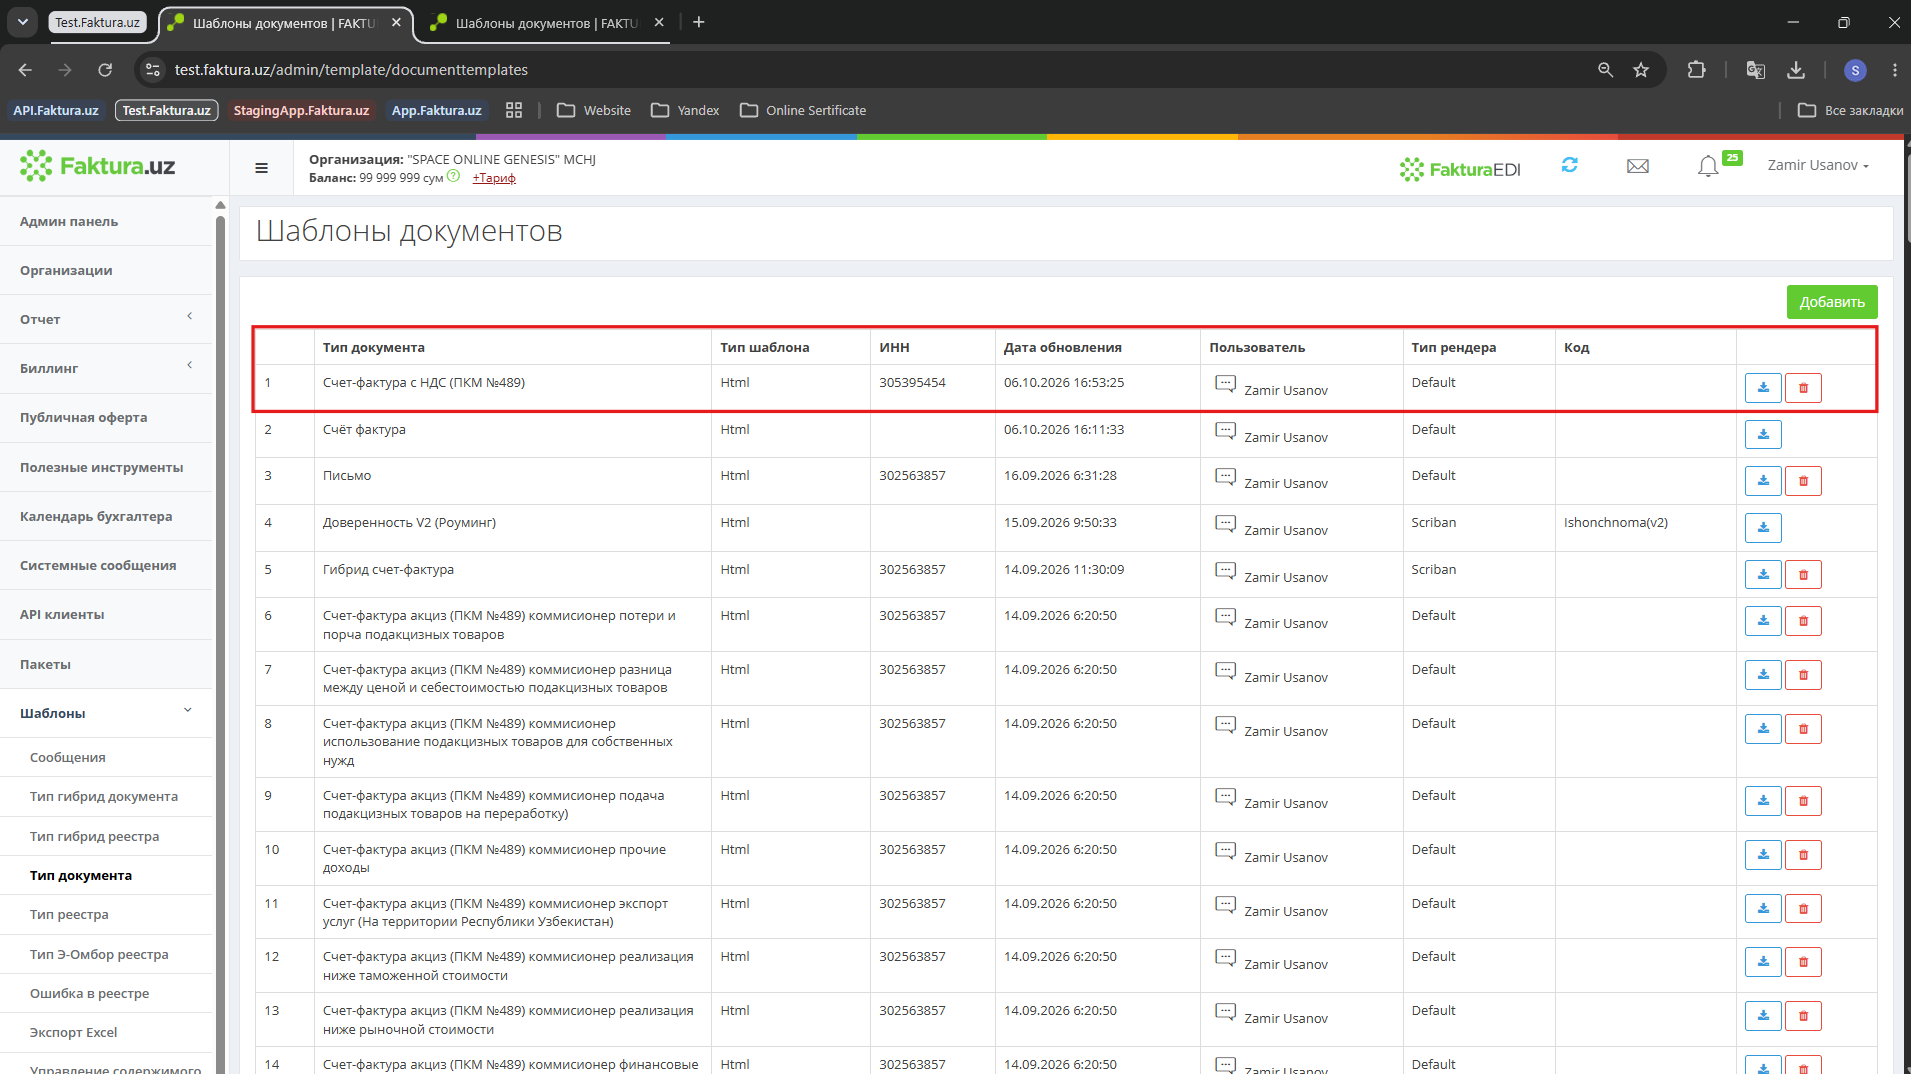 Test.Faktura.uz
Шаблоны документов | FAKTU
Шаблоны документов | FAKTU
test.faktura.uz/admin/template/documenttemplates
S
API.Faktura.uz
Test.Faktura.uz
StagingApp.Faktura.uz
App.Faktura.uz
Website
Yandex
Online Sertificate
Все закладки
Faktura.uz
Организация: "SPACE ONLINE GENESIS" MCHJ
Баланс: 99 999 999 сум
+Тариф
FakturaEDI
25
Zamir Usanov
Админ панель
Организации
Отчет
Биллинг
Публичная оферта
Полезные инструменты
Календарь бухгалтера
Системные сообщения
API клиенты
Пакеты
Шаблоны
Сообщения
Тип гибрид документа
Тип гибрид реестра
Тип документа
Тип реестра
Тип Э-Омбор реестра
Ошибка в реестре
Экспорт Excel
Управление содержимого
Шаблоны документов
Добавить
Тип документа Тип шаблона ИНН Дата обновления Пользователь Тип рендера Код
1 Счет-фактура с НДС (ПКМ №489) Html 305395454 06.10.2026 16:53:25 Zamir Usanov Default
2 Счёт фактура Html 06.10.2026 16:11:33 Zamir Usanov Default
3 Письмо Html 302563857 16.09.2026 6:31:28 Zamir Usanov Default
4 Доверенность V2 (Роуминг) Html 15.09.2026 9:50:33 Zamir Usanov Scriban Ishonchnoma(v2)
5 Гибрид счет-фактура Html 302563857 14.09.2026 11:30:09 Zamir Usanov Scriban
6 Счет-фактура акциз (ПКМ №489) коммисионер потери и Html 302563857 14.09.2026 6:20:50 Zamir Usanov Default
порча подакцизных товаров
7 Счет-фактура акциз (ПКМ №489) коммисионер разница Html 302563857 14.09.2026 6:20:50 Zamir Usanov Default
между ценой и себестоимостью подакцизных товаров
8 Счет-фактура акциз (ПКМ №489) коммисионер Html 302563857 14.09.2026 6:20:50 Zamir Usanov Default
использование подакцизных товаров для собственных
нужд
9 Счет-фактура акциз (ПКМ №489) коммисионер подача Html 302563857 14.09.2026 6:20:50 Zamir Usanov Default
подакцизных товаров на переработку)
10 Счет-фактура акциз (ПКМ №489) коммисионер прочие Html 302563857 14.09.2026 6:20:50 Zamir Usanov Default
доходы
11 Счет-фактура акциз (ПКМ №489) коммисионер экспорт Html 302563857 14.09.2026 6:20:50 Zamir Usanov Default
услуг (На территории Республики Узбекистан)
12 Счет-фактура акциз (ПКМ №489) коммисионер реализация Html 302563857 14.09.2026 6:20:50 Zamir Usanov Default
ниже таможенной стоимости
13 Счет-фактура акциз (ПКМ №489) коммисионер реализация Html 302563857 14.09.2026 6:20:50 Zamir Usanov Default
ниже рыночной стоимости
14 Счет-фактура акциз (ПКМ №489) коммисионер финансовые Html 302563857 14.09.2026 6:20:50 Zamir Usanov Default